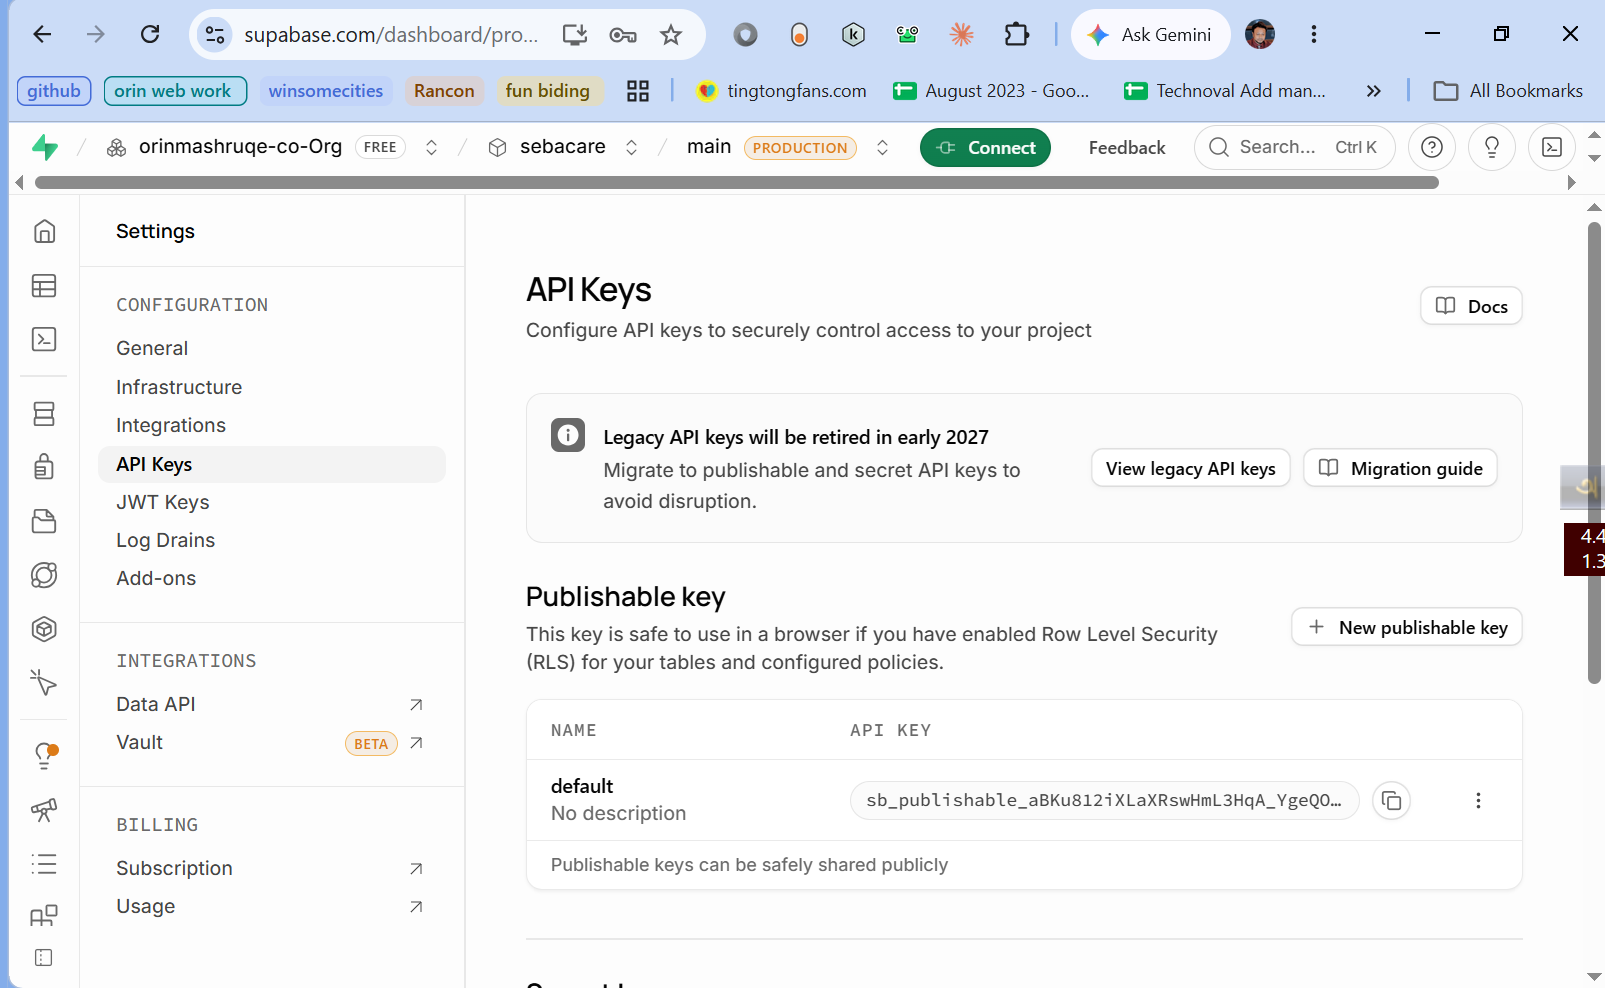 supabase.com/dashboard/pro...
Ask Gemini
github
orin web work
winsomecities
Rancon
fun biding
tingtongfans.com
August 2023 - Goo...
Technoval Add man...
All Bookmarks
orinmashruqe-co-Org
FREE
sebacare
main
PRODUCTION
Connect
Feedback
Search...
Ctrl K
Settings
CONFIGURATION
General
Infrastructure
Integrations
API Keys
JWT Keys
Log Drains
Add-ons
INTEGRATIONS
Data API
Vault
BETA
BILLING
Subscription
Usage
API Keys
Configure API keys to securely control access to your project
Docs
Legacy API keys will be retired in early 2027
Migrate to publishable and secret API keys to
avoid disruption.
View legacy API keys
Migration guide
Publishable key
This key is safe to use in a browser if you have enabled Row Level Security
(RLS) for your tables and configured policies.
New publishable key
NAME
API KEY
default
No description
sb_publishable_aBKu812iXLaXRswHmL3HqA_YgeQO…
Publishable keys can be safely shared publicly
4.4
1.3